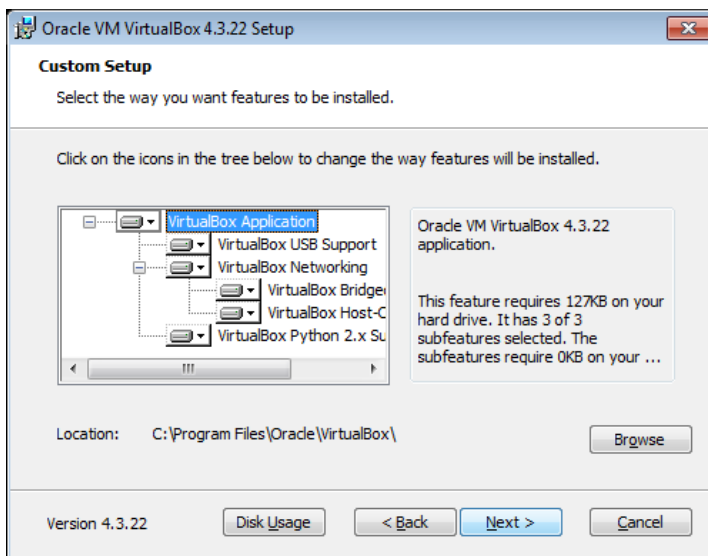 Oracle VM VirtualBox 4.3.22 Setup
Custom Setup
Select the way you want features to be installed.
Click on the icons in the tree below to change the way features will be installed.
VirtualBox Application
VirtualBox USB Support
VirtualBox Networking
VirtualBox Bridge
VirtualBox Host-C
VirtualBox Python 2.x Su
Oracle VM VirtualBox 4.3.22
application.
This feature requires 127KB on your
hard drive. It has 3 of 3
subfeatures selected. The
subfeatures require 0KB on your ...
Location: C:\Program Files\Oracle\VirtualBox\
Browse
Version 4.3.22 Disk Usage < Back Next > Cancel